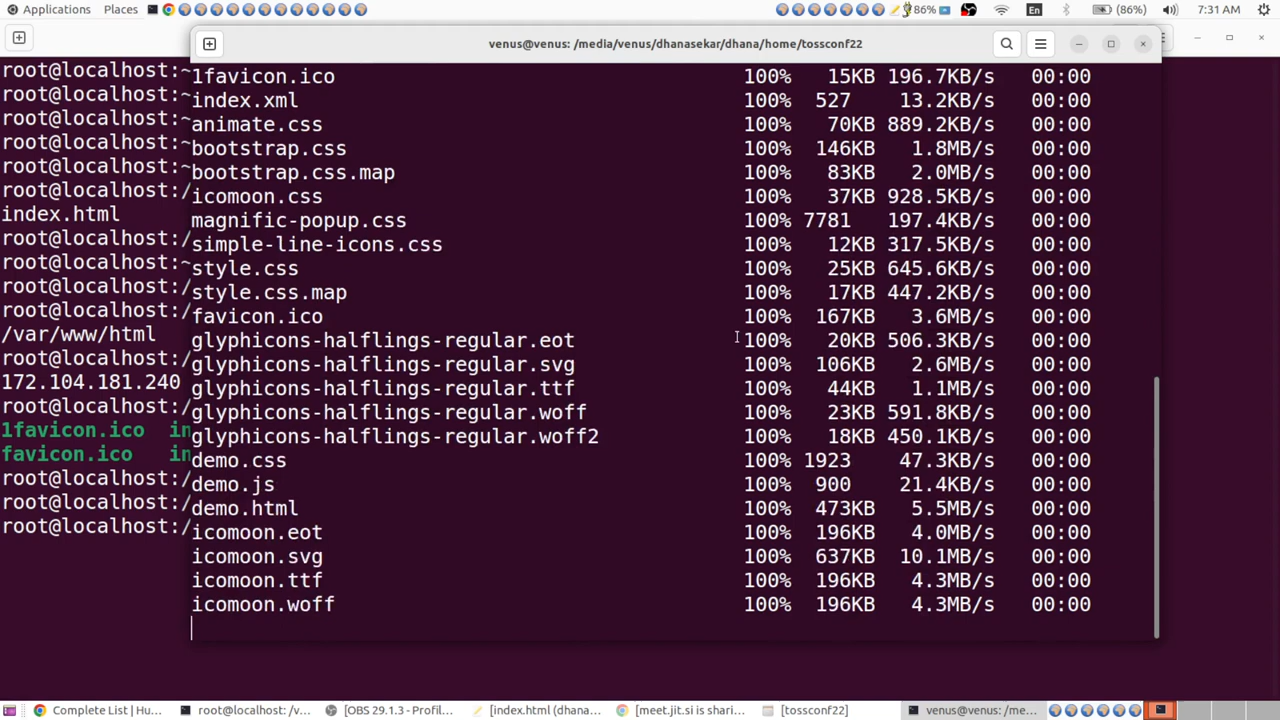 Applications Places 86% En (86%) 7:31 AM
venus@venus: /media/venus/dhanasekar/dhana/home/tossconf22
root@localhost:~
root@localhost:~
root@localhost:~
root@localhost:~
root@localhost:~
root@localhost:/
index.html
root@localhost:/
root@localhost:/
root@localhost:/
root@localhost:/
/var/www/html
root@localhost:/
172.104.181.240
root@localhost:/
1favicon.ico in
favicon.ico in
root@localhost:/
root@localhost:/
root@localhost:/
1favicon.ico 100% 15KB 196.7KB/s 00:00
index.xml 100% 527 13.2KB/s 00:00
animate.css 100% 70KB 889.2KB/s 00:00
bootstrap.css 100% 146KB 1.8MB/s 00:00
bootstrap.css.map 100% 83KB 2.0MB/s 00:00
icomoon.css 100% 37KB 928.5KB/s 00:00
magnific-popup.css 100% 7781 197.4KB/s 00:00
simple-line-icons.css 100% 12KB 317.5KB/s 00:00
style.css 100% 25KB 645.6KB/s 00:00
style.css.map 100% 17KB 447.2KB/s 00:00
favicon.ico 100% 167KB 3.6MB/s 00:00
glyphicons-halflings-regular.eot 100% 20KB 506.3KB/s 00:00
glyphicons-halflings-regular.svg 100% 106KB 2.6MB/s 00:00
glyphicons-halflings-regular.ttf 100% 44KB 1.1MB/s 00:00
glyphicons-halflings-regular.woff 100% 23KB 591.8KB/s 00:00
glyphicons-halflings-regular.woff2 100% 18KB 450.1KB/s 00:00
demo.css 100% 1923 47.3KB/s 00:00
demo.js 100% 900 21.4KB/s 00:00
demo.html 100% 473KB 5.5MB/s 00:00
icomoon.eot 100% 196KB 4.0MB/s 00:00
icomoon.svg 100% 637KB 10.1MB/s 00:00
icomoon.ttf 100% 196KB 4.3MB/s 00:00
icomoon.woff 100% 196KB 4.3MB/s 00:00
Complete List | Hu... root@localhost: /v... [OBS 29.1.3 - Profil... [index.html (dhana... [meet.jit.si is shari... [tossconf22] venus@venus: /me...